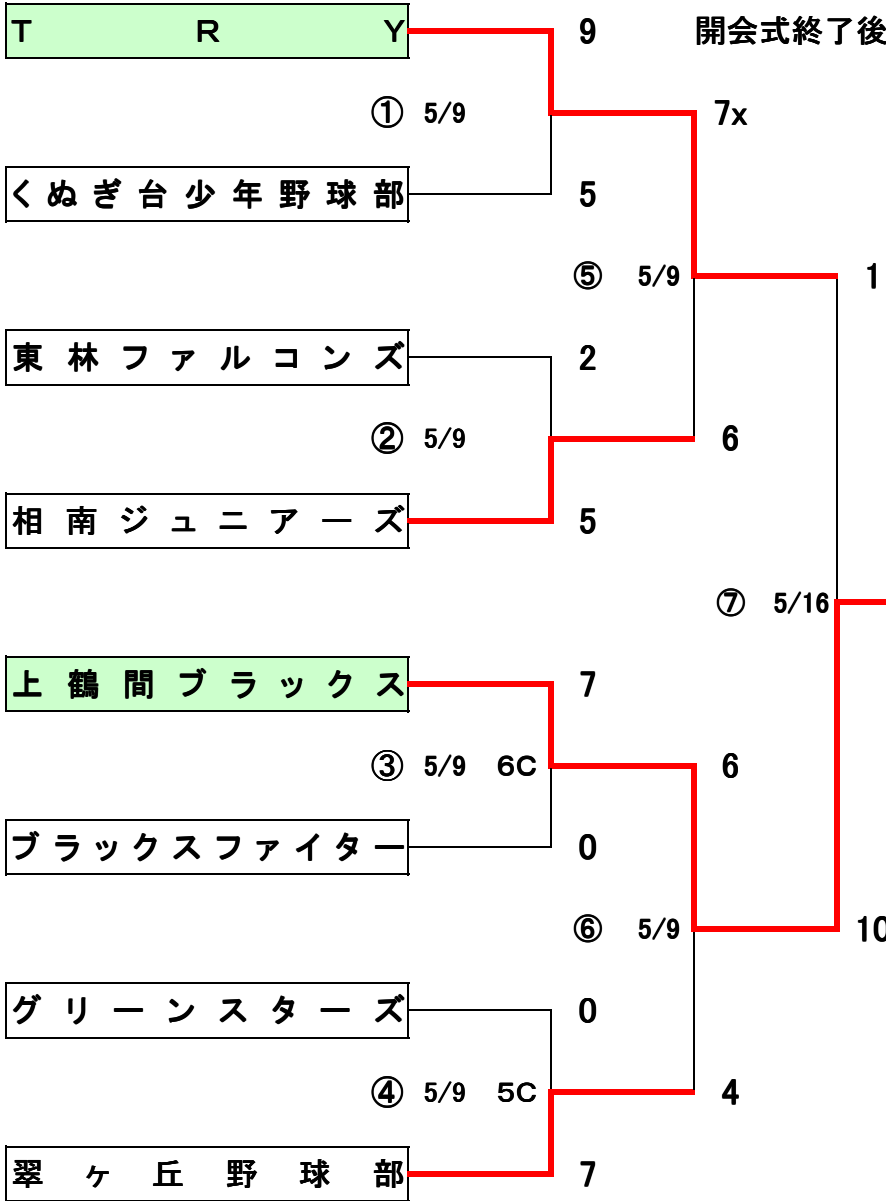 TRY 9 開会式終了後
① 5/9 7x
くぬぎ台少年野球部 5
⑤ 5/9 1
東林ファルコンズ 2
② 5/9 6
相南ジュニアーズ 5
⑦ 5/16
上鶴間ブラックス 7
③ 5/9 6C 6
ブラックスファイター 0
⑥ 5/9 10
グリーンスターズ 0
④ 5/9 5C 4
翠ヶ丘野球部 7